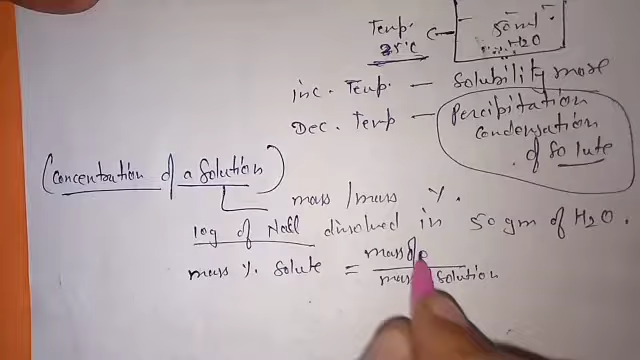 Temp.
25°C
50ml
H2O
inc. Temp. — Solubility more
Dec. Temp — Percipitation
Condensation
of solute
(Concentration of a Solution)
mass / mass %.
10g of Nacl dissolved in 50 gm of H2O.
mass %. solute = mass of
mass solution